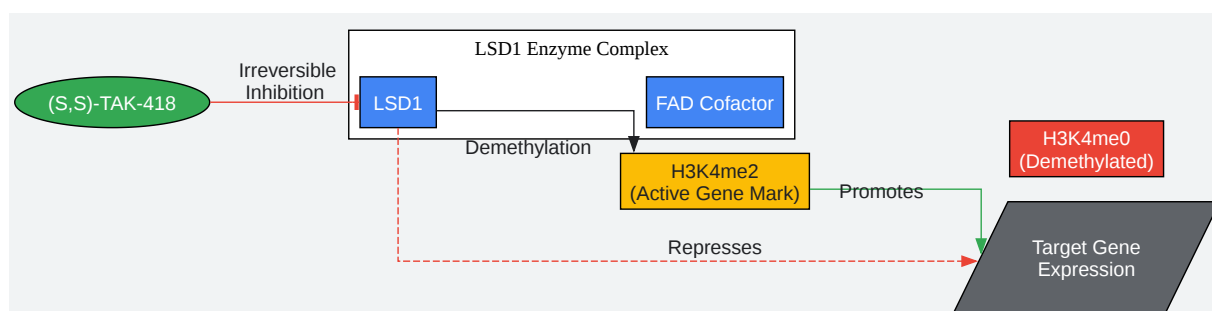 LSD1 Enzyme Complex
Irreversible
Inhibition
(S,S)-TAK-418
LSD1
FAD Cofactor
Demethylation
H3K4me0
(Demethylated)
H3K4me2
(Active Gene Mark)
Promotes
Represses
Target Gene
Expression